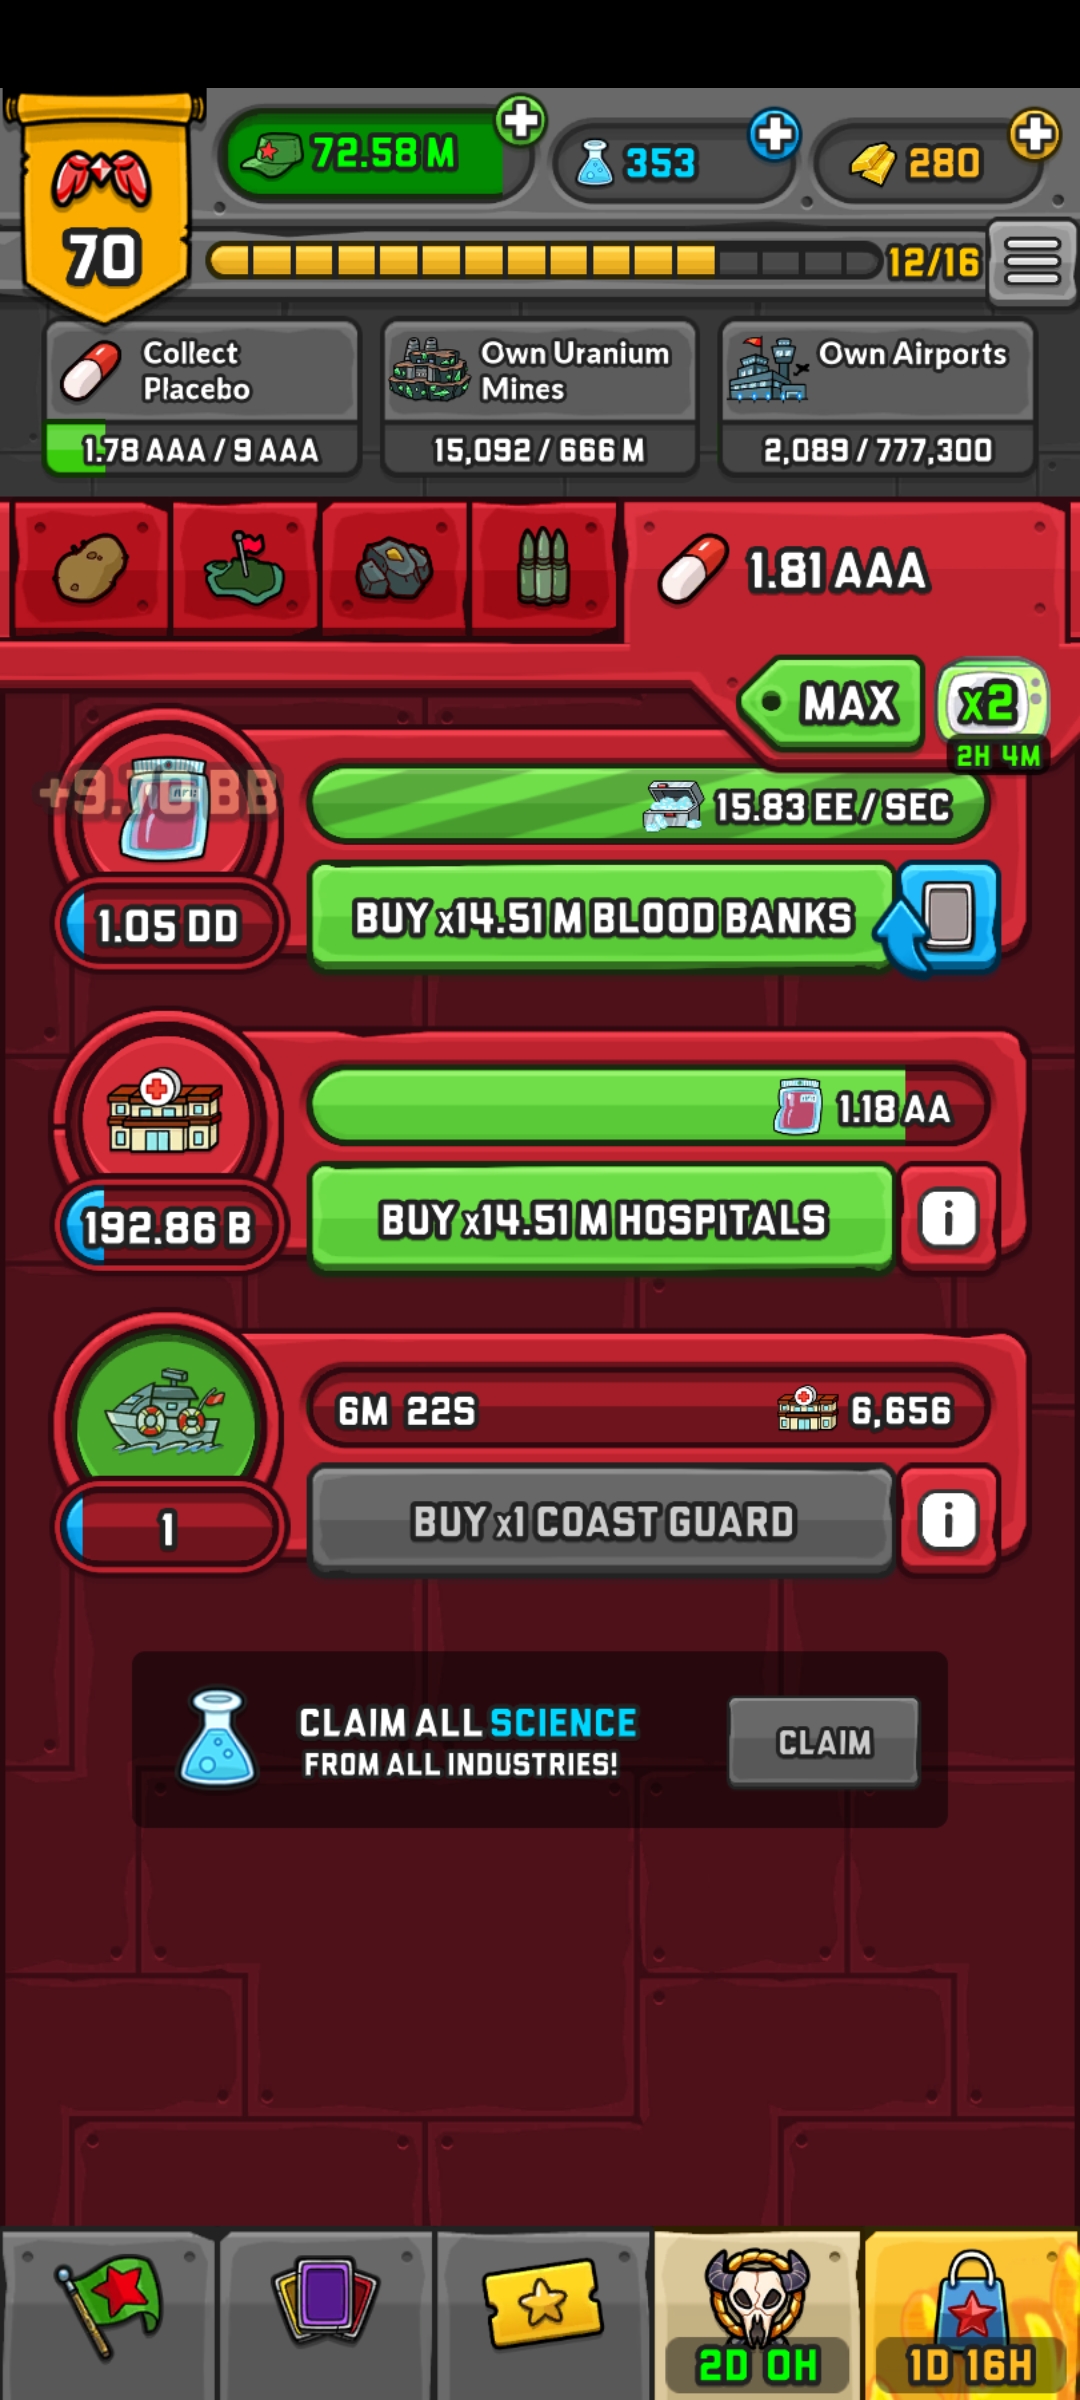 70
72.58 M
353
280
12/16
Collect
Placebo
1.78 AAA / 9 AAA
Own Uranium
Mines
15,092 / 666 M
Own Airports
2,089 / 777,300
1.81 AAA
MAX
x2
2H 4M
15.83 EE / SEC
1.05 DD
BUY x14.51 M BLOOD BANKS
1.18 AA
192.86 B
BUY x14.51 M HOSPITALS
6M 22S
6,656
1
BUY x1 COAST GUARD
CLAIM ALL SCIENCE
FROM ALL INDUSTRIES!
CLAIM
2D 0H
1D 16H